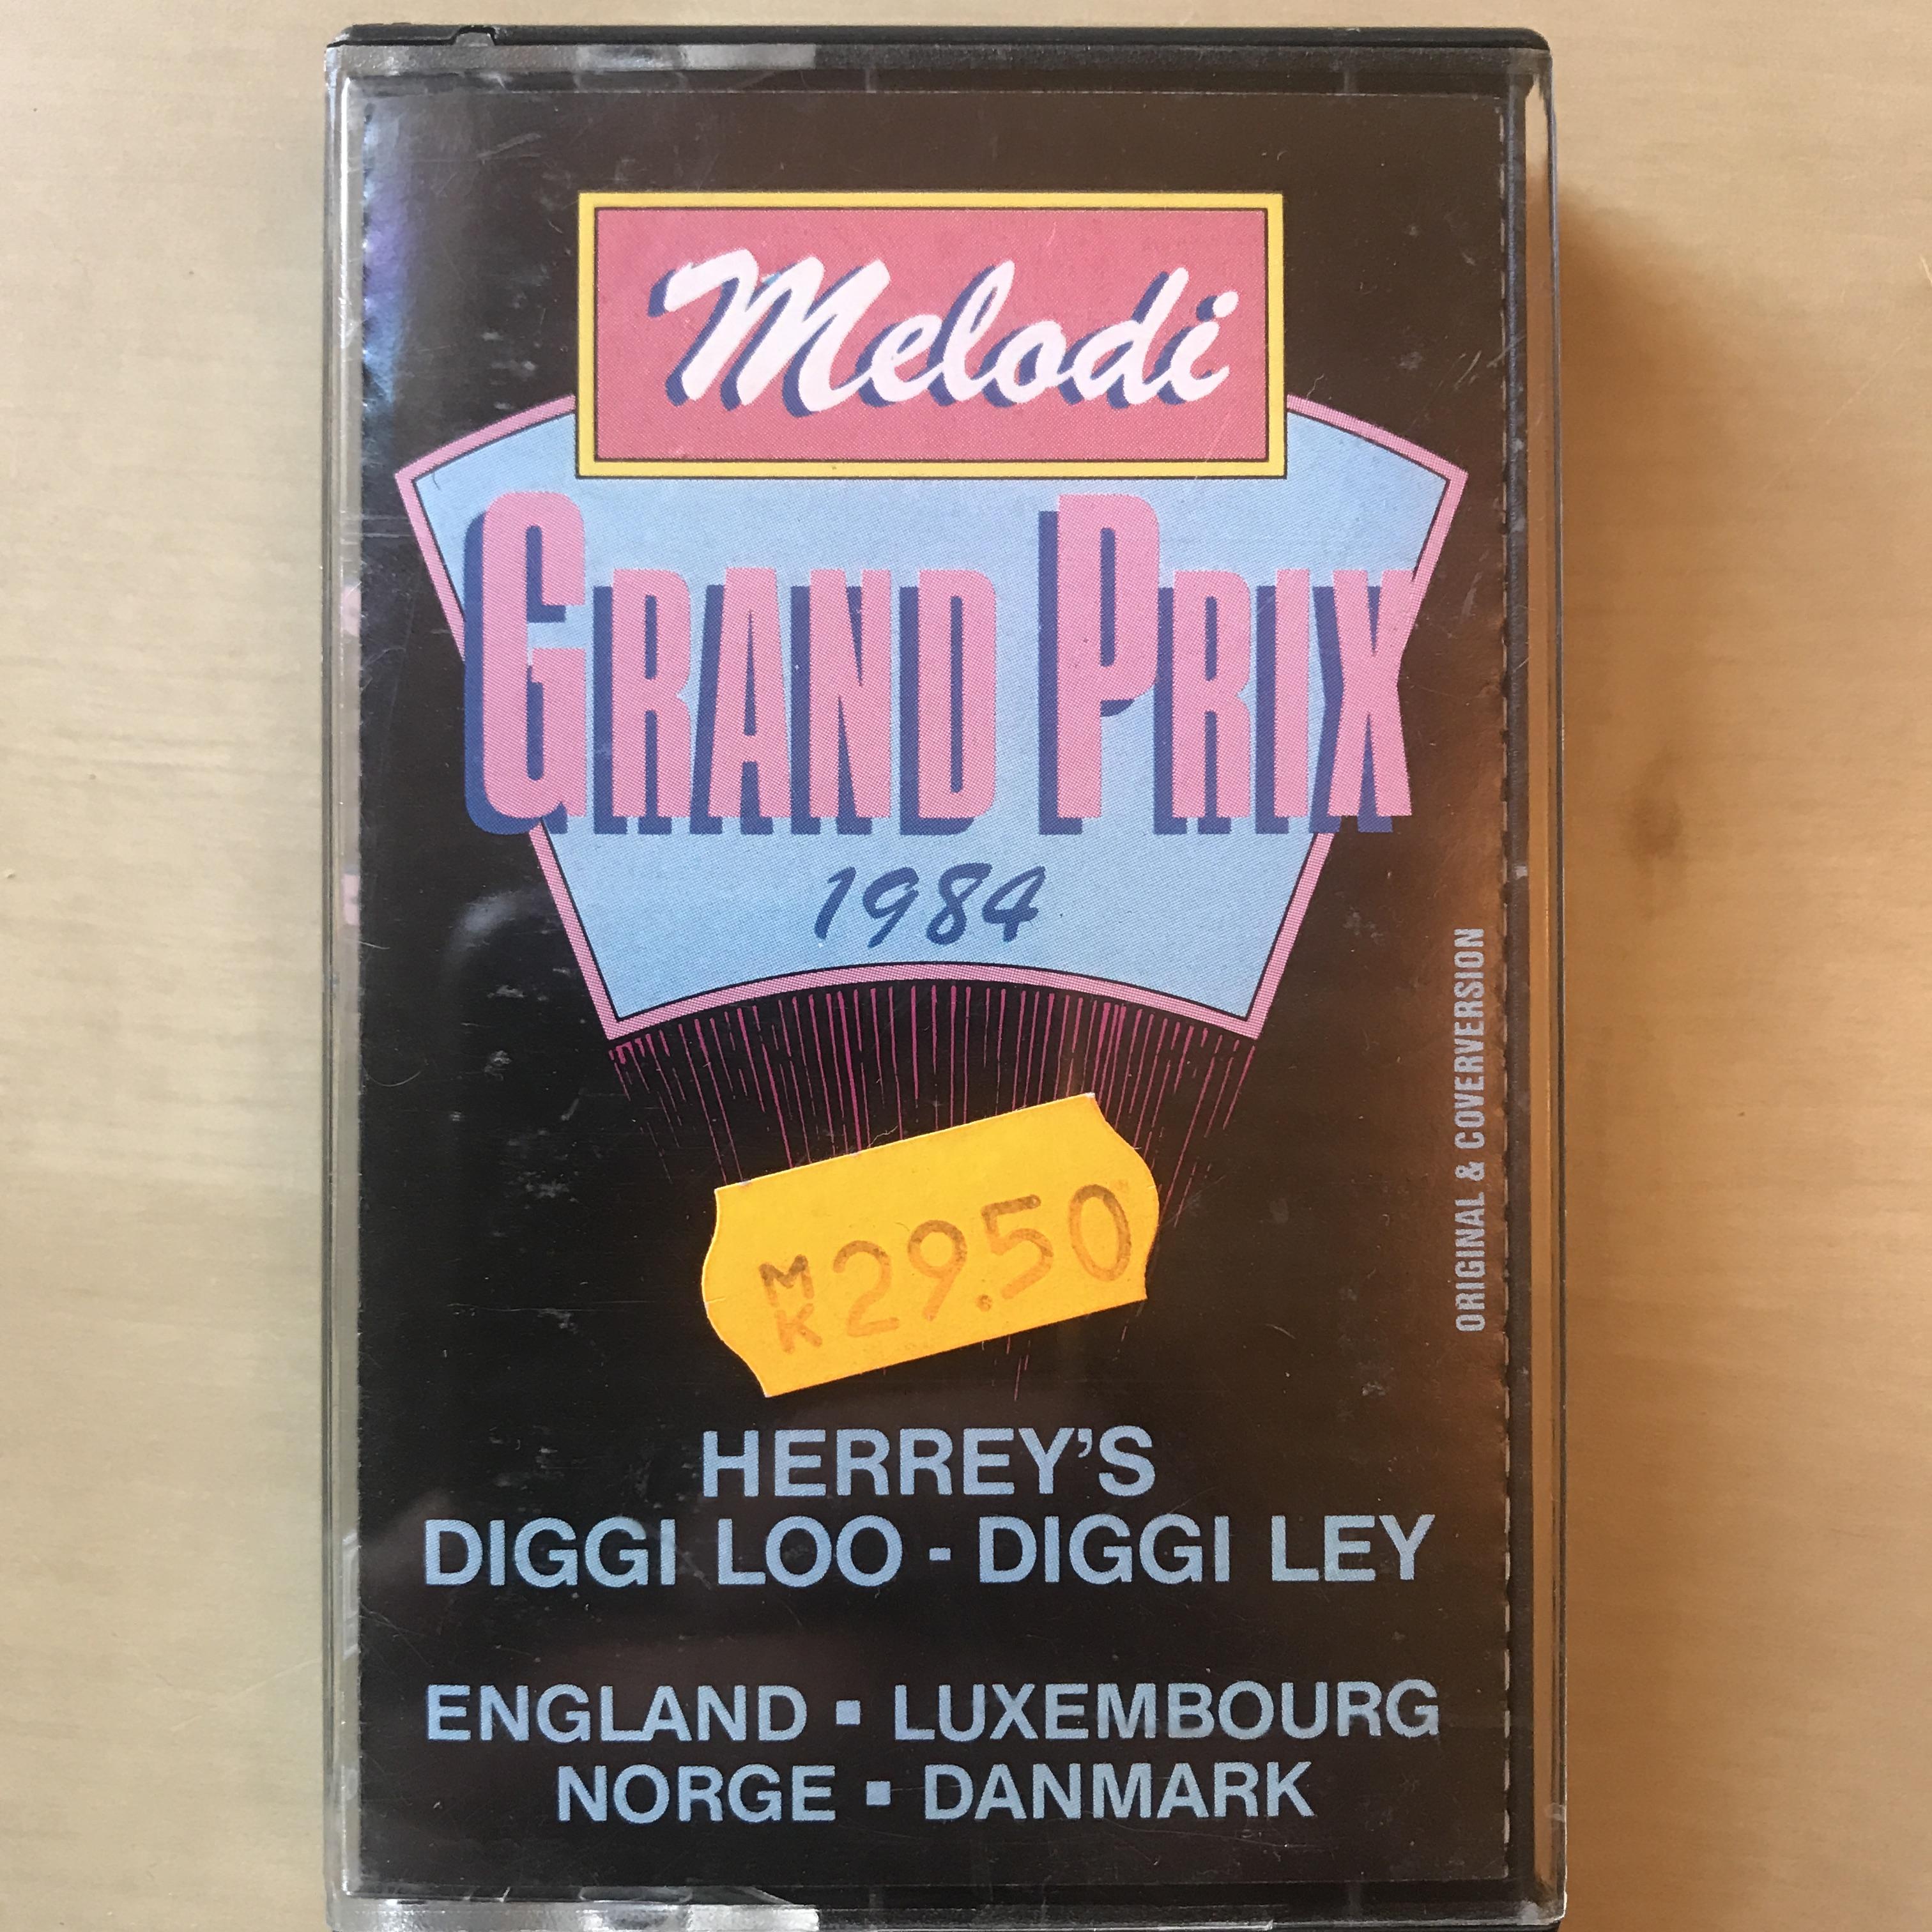 Melodi
GRAND PRIX
1984
ORIGINAL & COVERVERSION
MK 29.50
HERREY'S
DIGGI LOO - DIGGI LEY
ENGLAND ▪ LUXEMBOURG
NORGE ▪ DANMARK